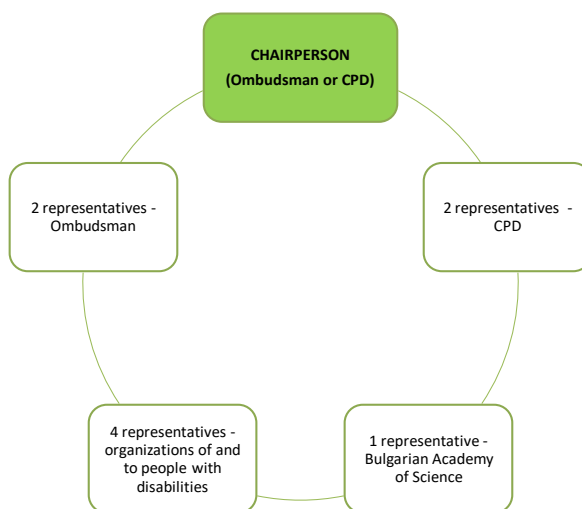 CHAIRPERSON
(Ombudsman or CPD)
2 representatives -
Ombudsman
2 representatives -
CPD
4 representatives -
organizations of and
to people with
disabilities
1 representative -
Bulgarian Academy
of Science